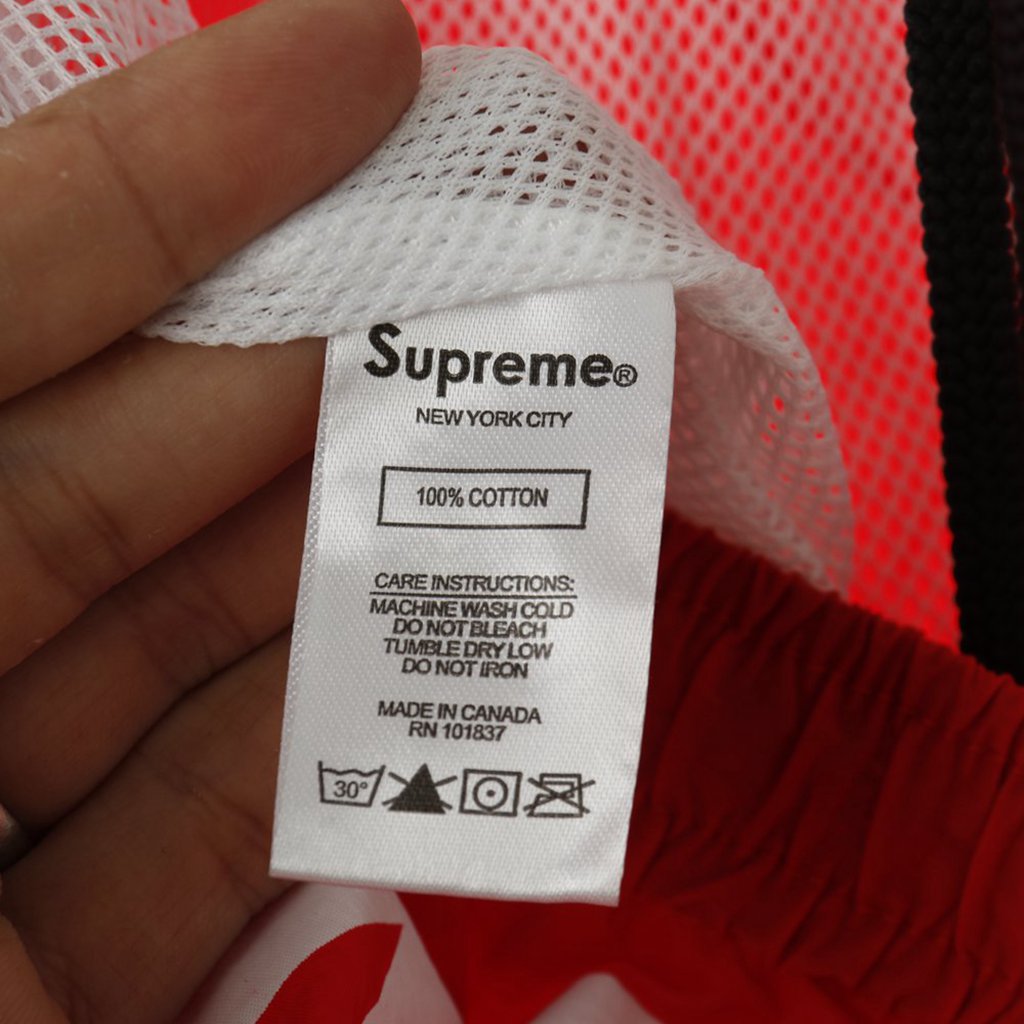 Supreme®
NEW YORK CITY
100% COTTON
CARE INSTRUCTIONS:
MACHINE WASH COLD
DO NOT BLEACH
TUMBLE DRY LOW
DO NOT IRON
MADE IN CANADA
RN 101837
30°